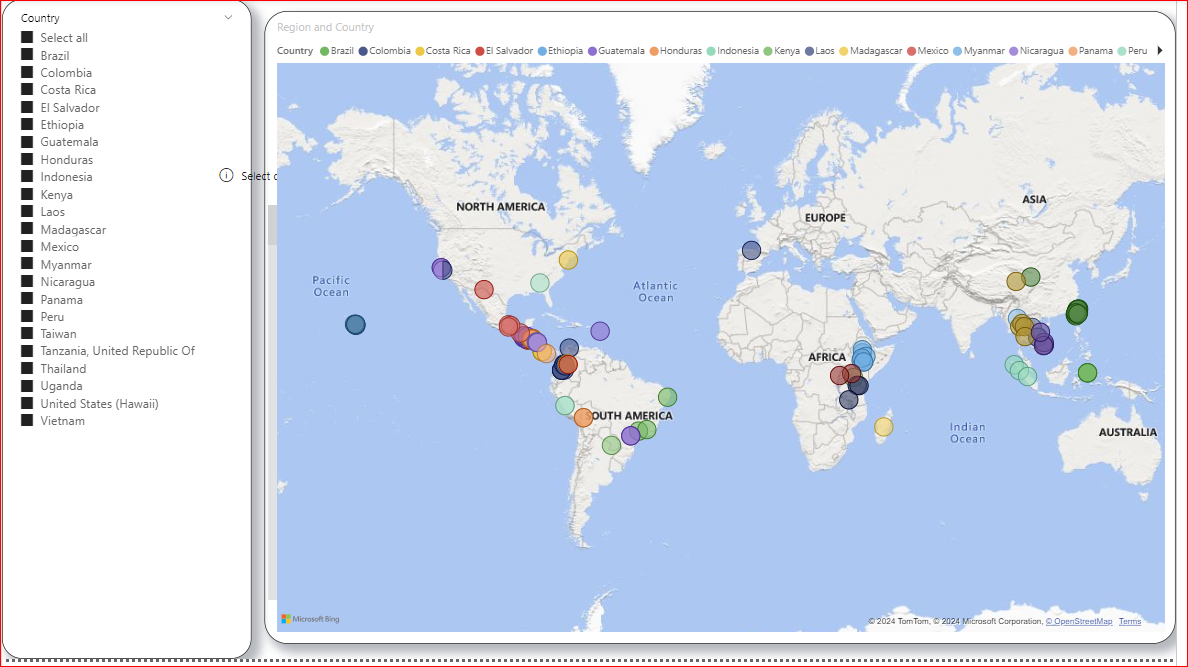 Country
Select all
Brazil
Colombia
Costa Rica
El Salvador
Ethiopia
Guatemala
Honduras
Indonesia
Kenya
Laos
Madagascar
Mexico
Myanmar
Nicaragua
Panama
Peru
Taiwan
Tanzania, United Republic Of
Thailand
Uganda
United States (Hawaii)
Vietnam
Select
Region and Country
Country Brazil Colombia Costa Rica El Salvador Ethiopia Guatemala Honduras Indonesia Kenya Laos Madagascar Mexico Myanmar Nicaragua Panama Peru
ASIA
NORTH AMERICA
EUROPE
Pacific
Ocean
Atlantic
Ocean
AFRICA
OUTH AMERICA
Indian
Ocean
AUSTRALIA
Microsoft Bing
© 2024 TomTom, © 2024 Microsoft Corporation, © OpenStreetMap Terms